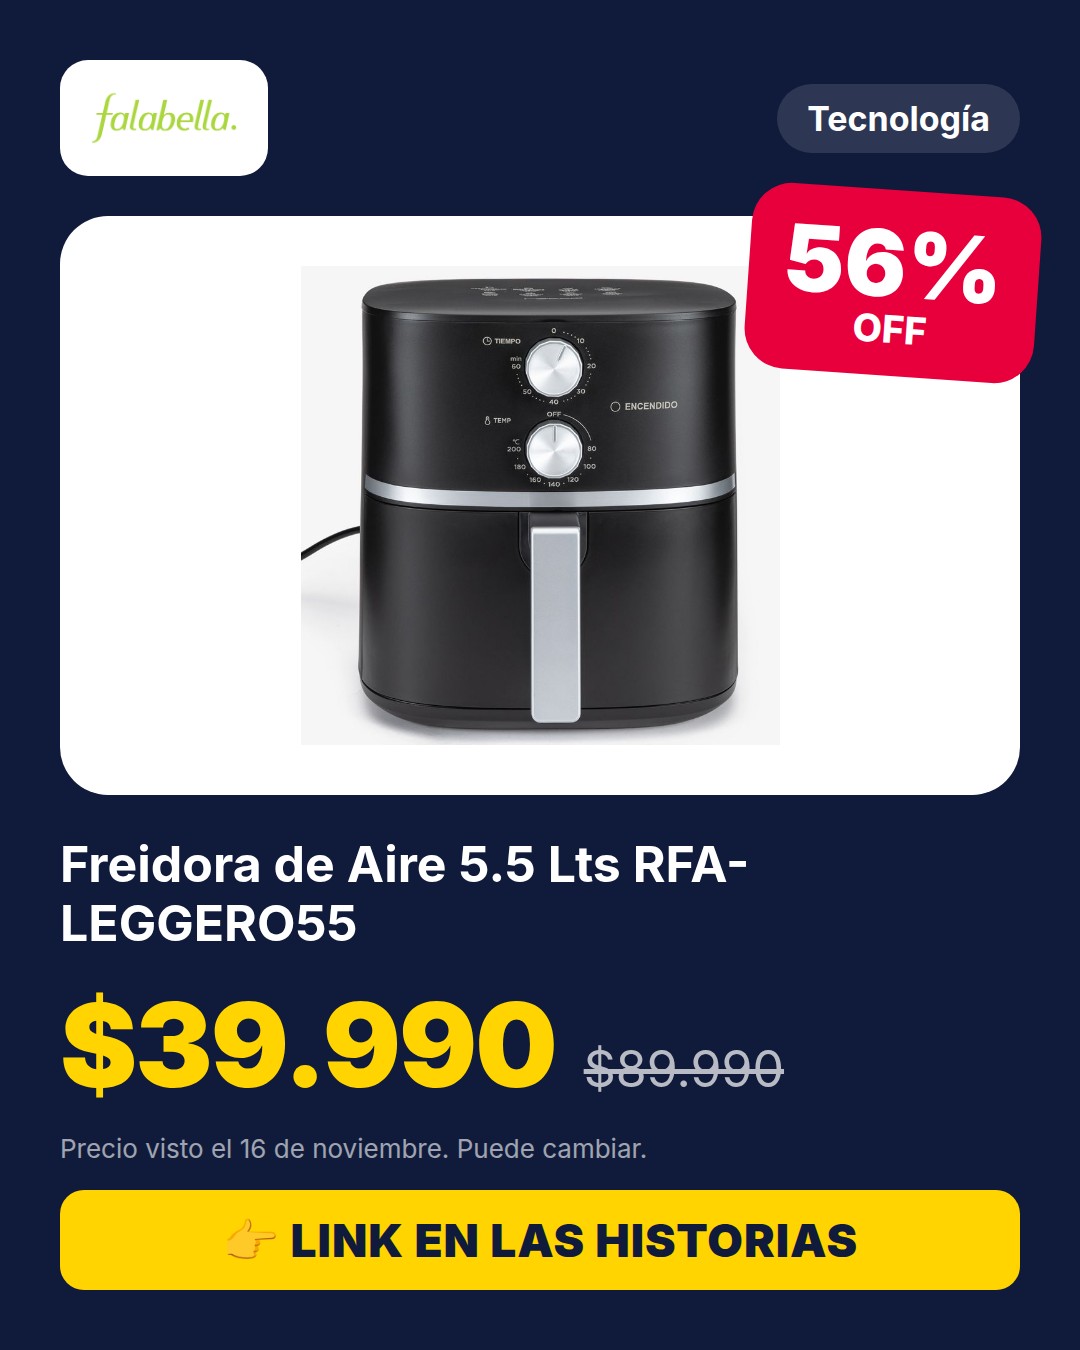 falabella.
Tecnología
56%
OFF
TIEMPO
0
10
20
30
40
50
min
60
ENCENDIDO
TEMP
OFF
80
100
120
140
160
180
200
°C
Freidora de Aire 5.5 Lts RFA-
LEGGERO55
$39.990 $89.990
Precio visto el 16 de noviembre. Puede cambiar.
👉 LINK EN LAS HISTORIAS